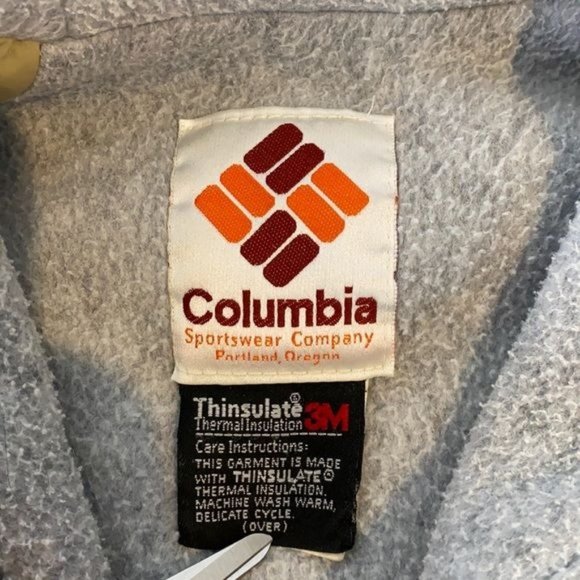 Columbia
Sportswear Company
Portland, Oregon
Thinsulate®
Thermal Insulation 3M
Care Instructions:
THIS GARMENT IS MADE
WITH THINSULATE®
THERMAL INSULATION.
MACHINE WASH WARM,
DELICATE CYCLE.
(OVER)